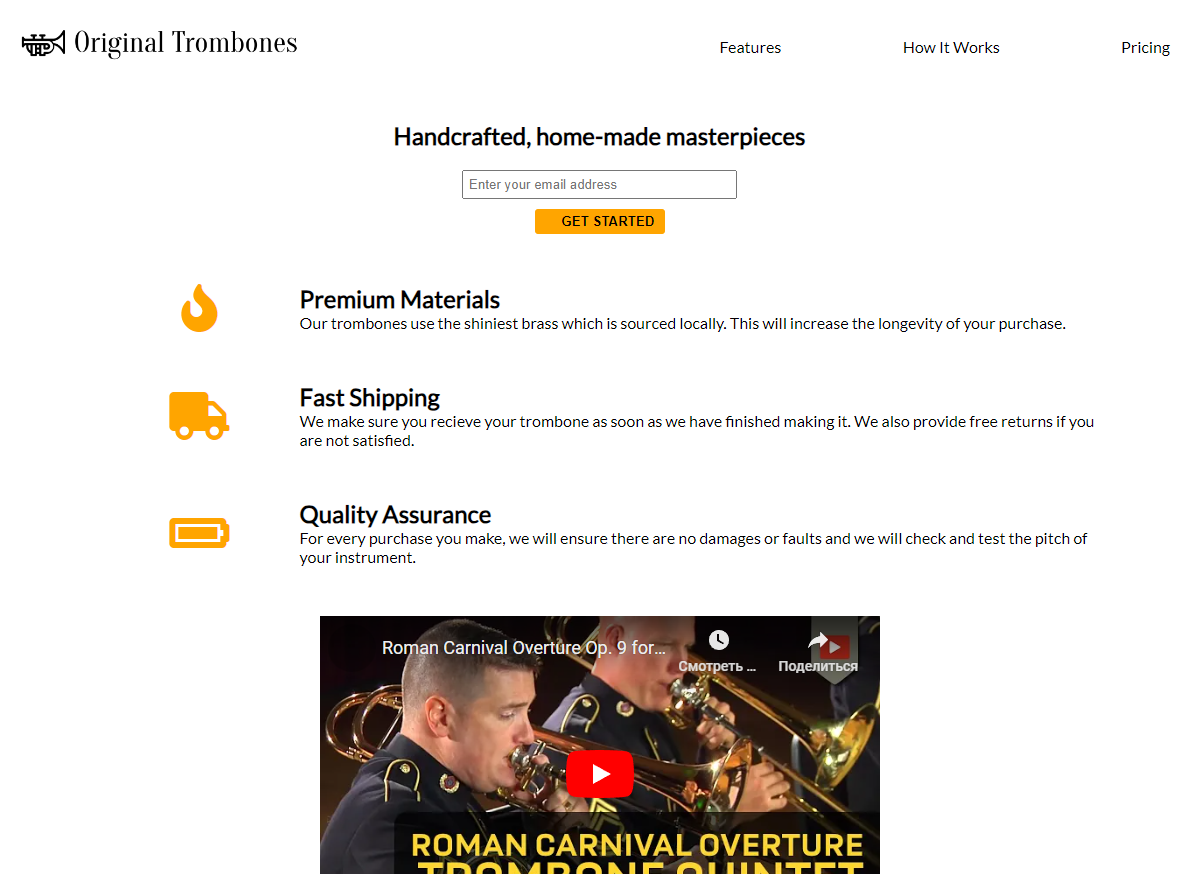 Original Trombones
Features
How It Works
Pricing
Handcrafted, home-made masterpieces
Enter your email address
GET STARTED
Premium Materials
Our trombones use the shiniest brass which is sourced locally. This will increase the longevity of your purchase.
Fast Shipping
We make sure you recieve your trombone as soon as we have finished making it. We also provide free returns if you
are not satisfied.
Quality Assurance
For every purchase you make, we will ensure there are no damages or faults and we will check and test the pitch of
your instrument.
Roman Carnival Overture Op. 9 for...
Смотреть ...
Поделиться
ROMAN CARNIVAL OVERTURE
TROMBONE QUINTET